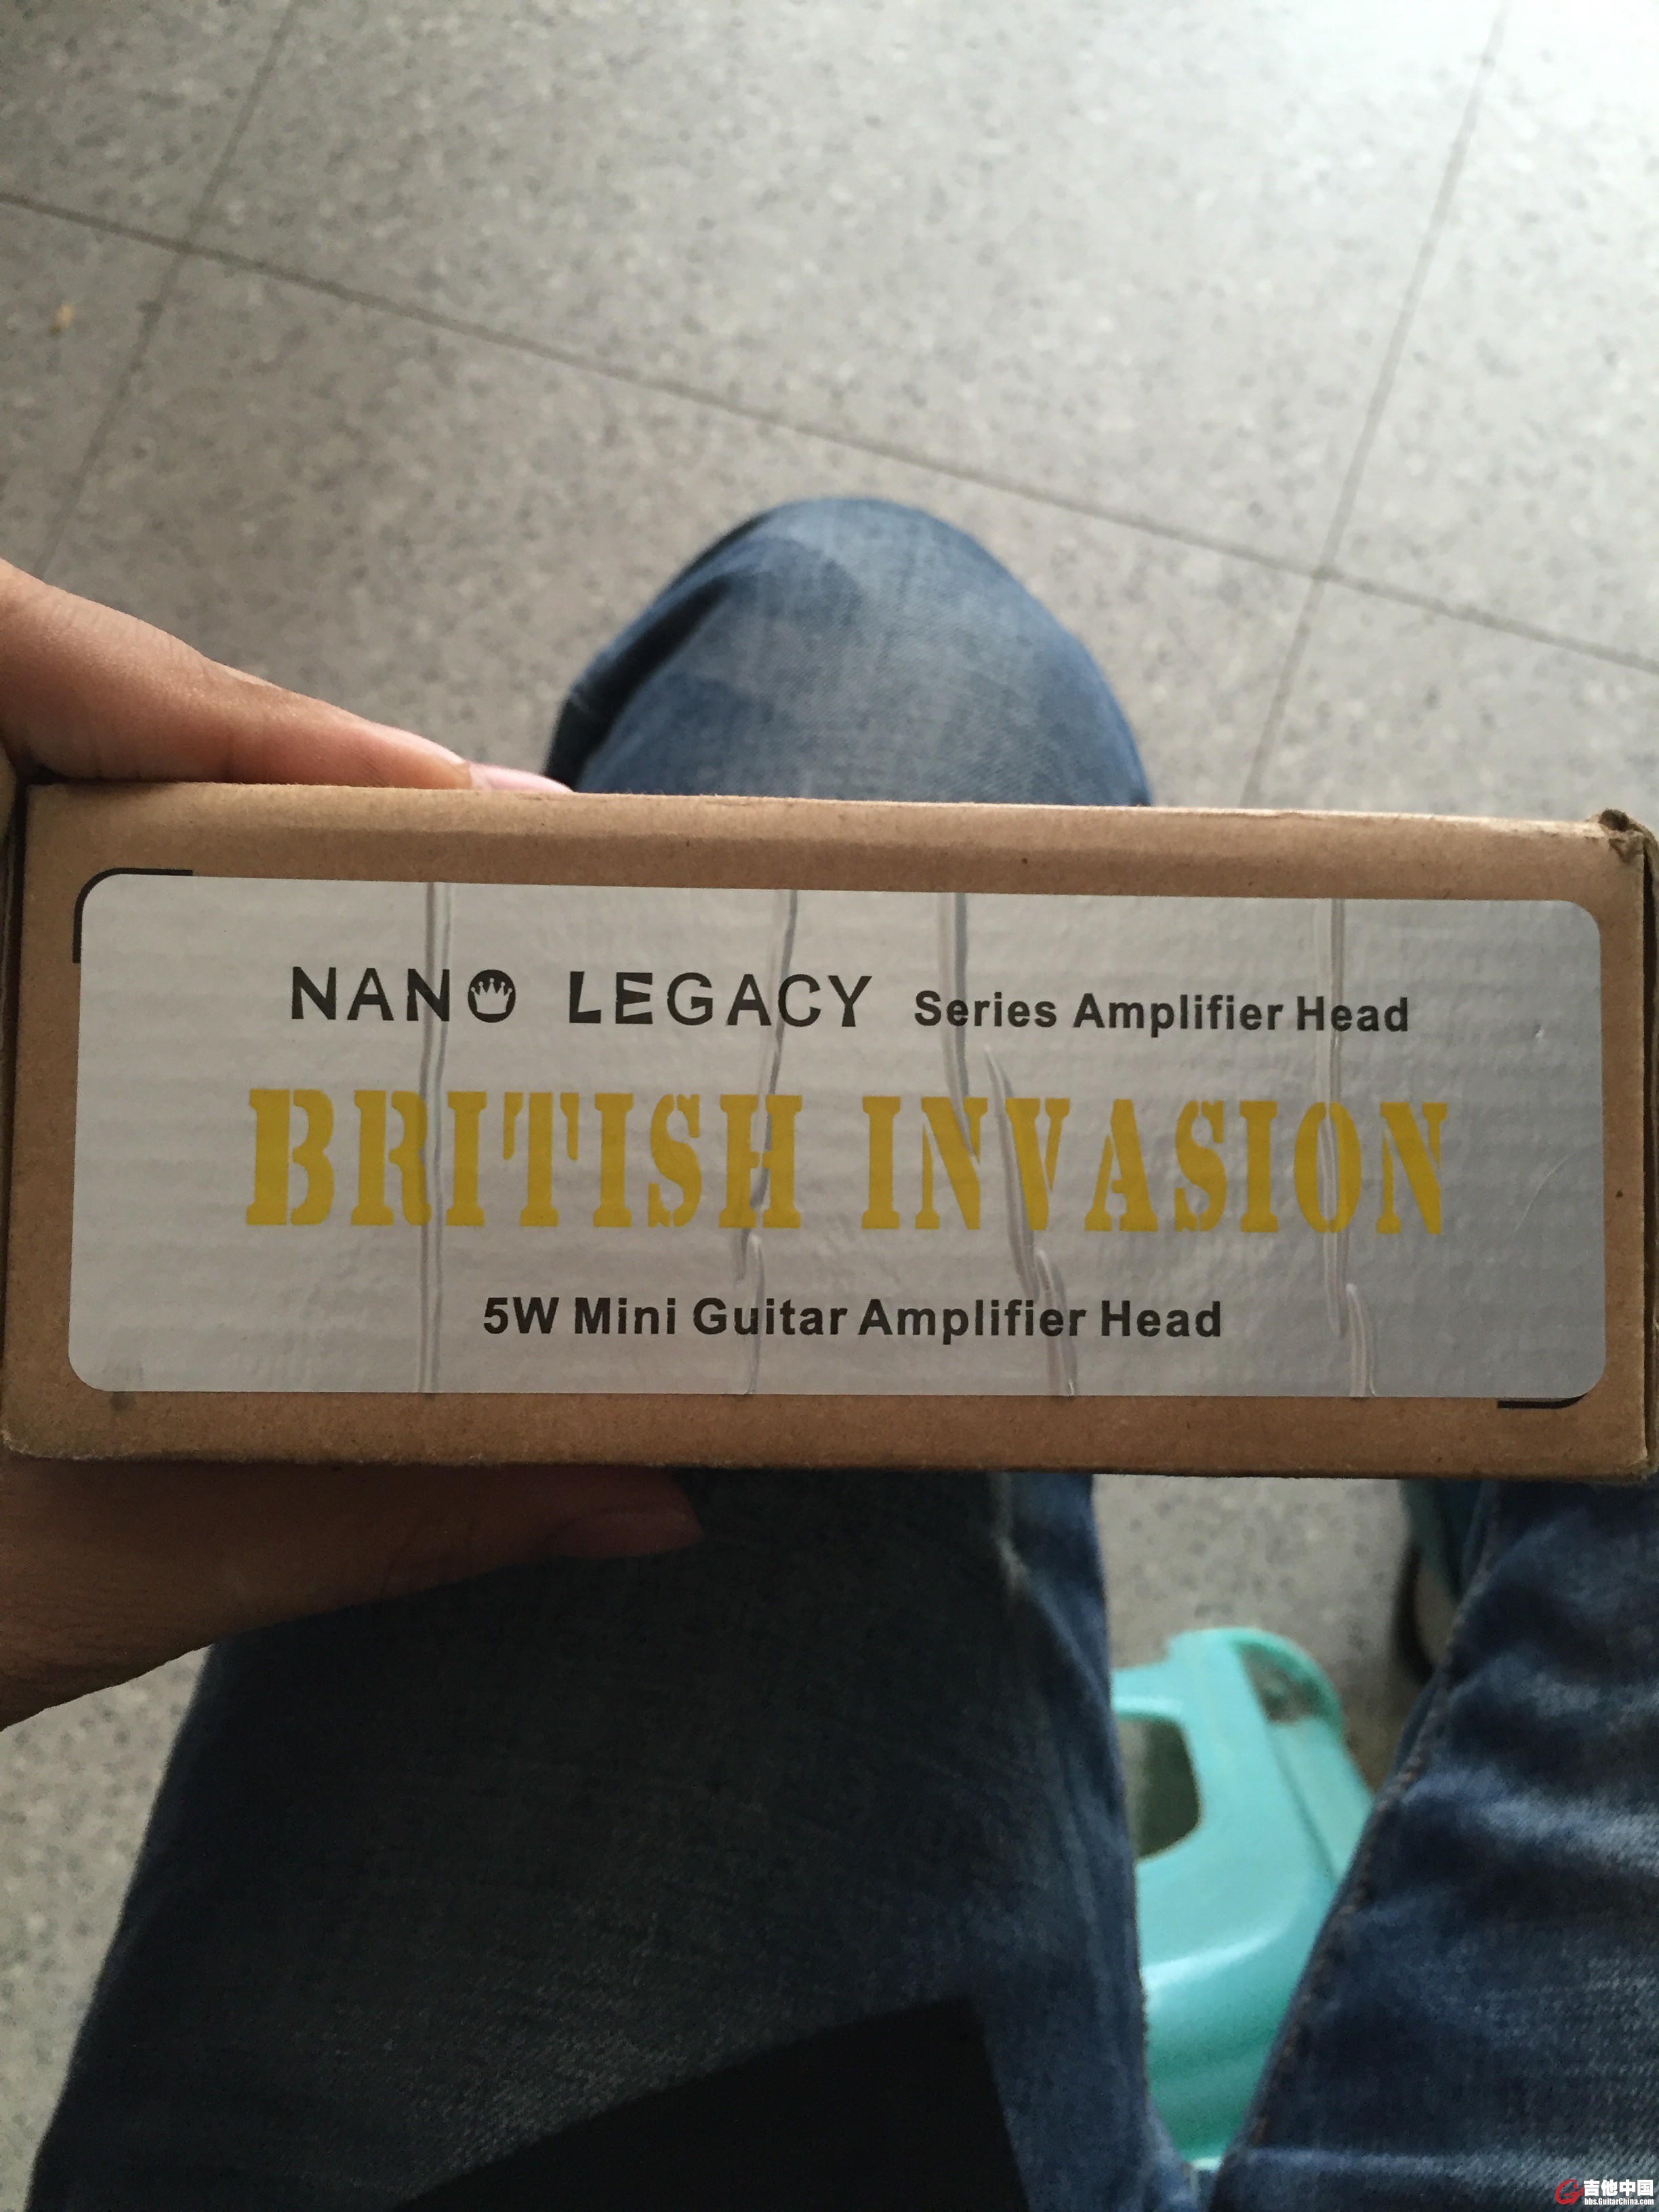 NANO LEGACY Series Amplifier Head
BRITISH INVASION
5W Mini Guitar Amplifier Head
吉他中国
bbs.GuitarChina.com